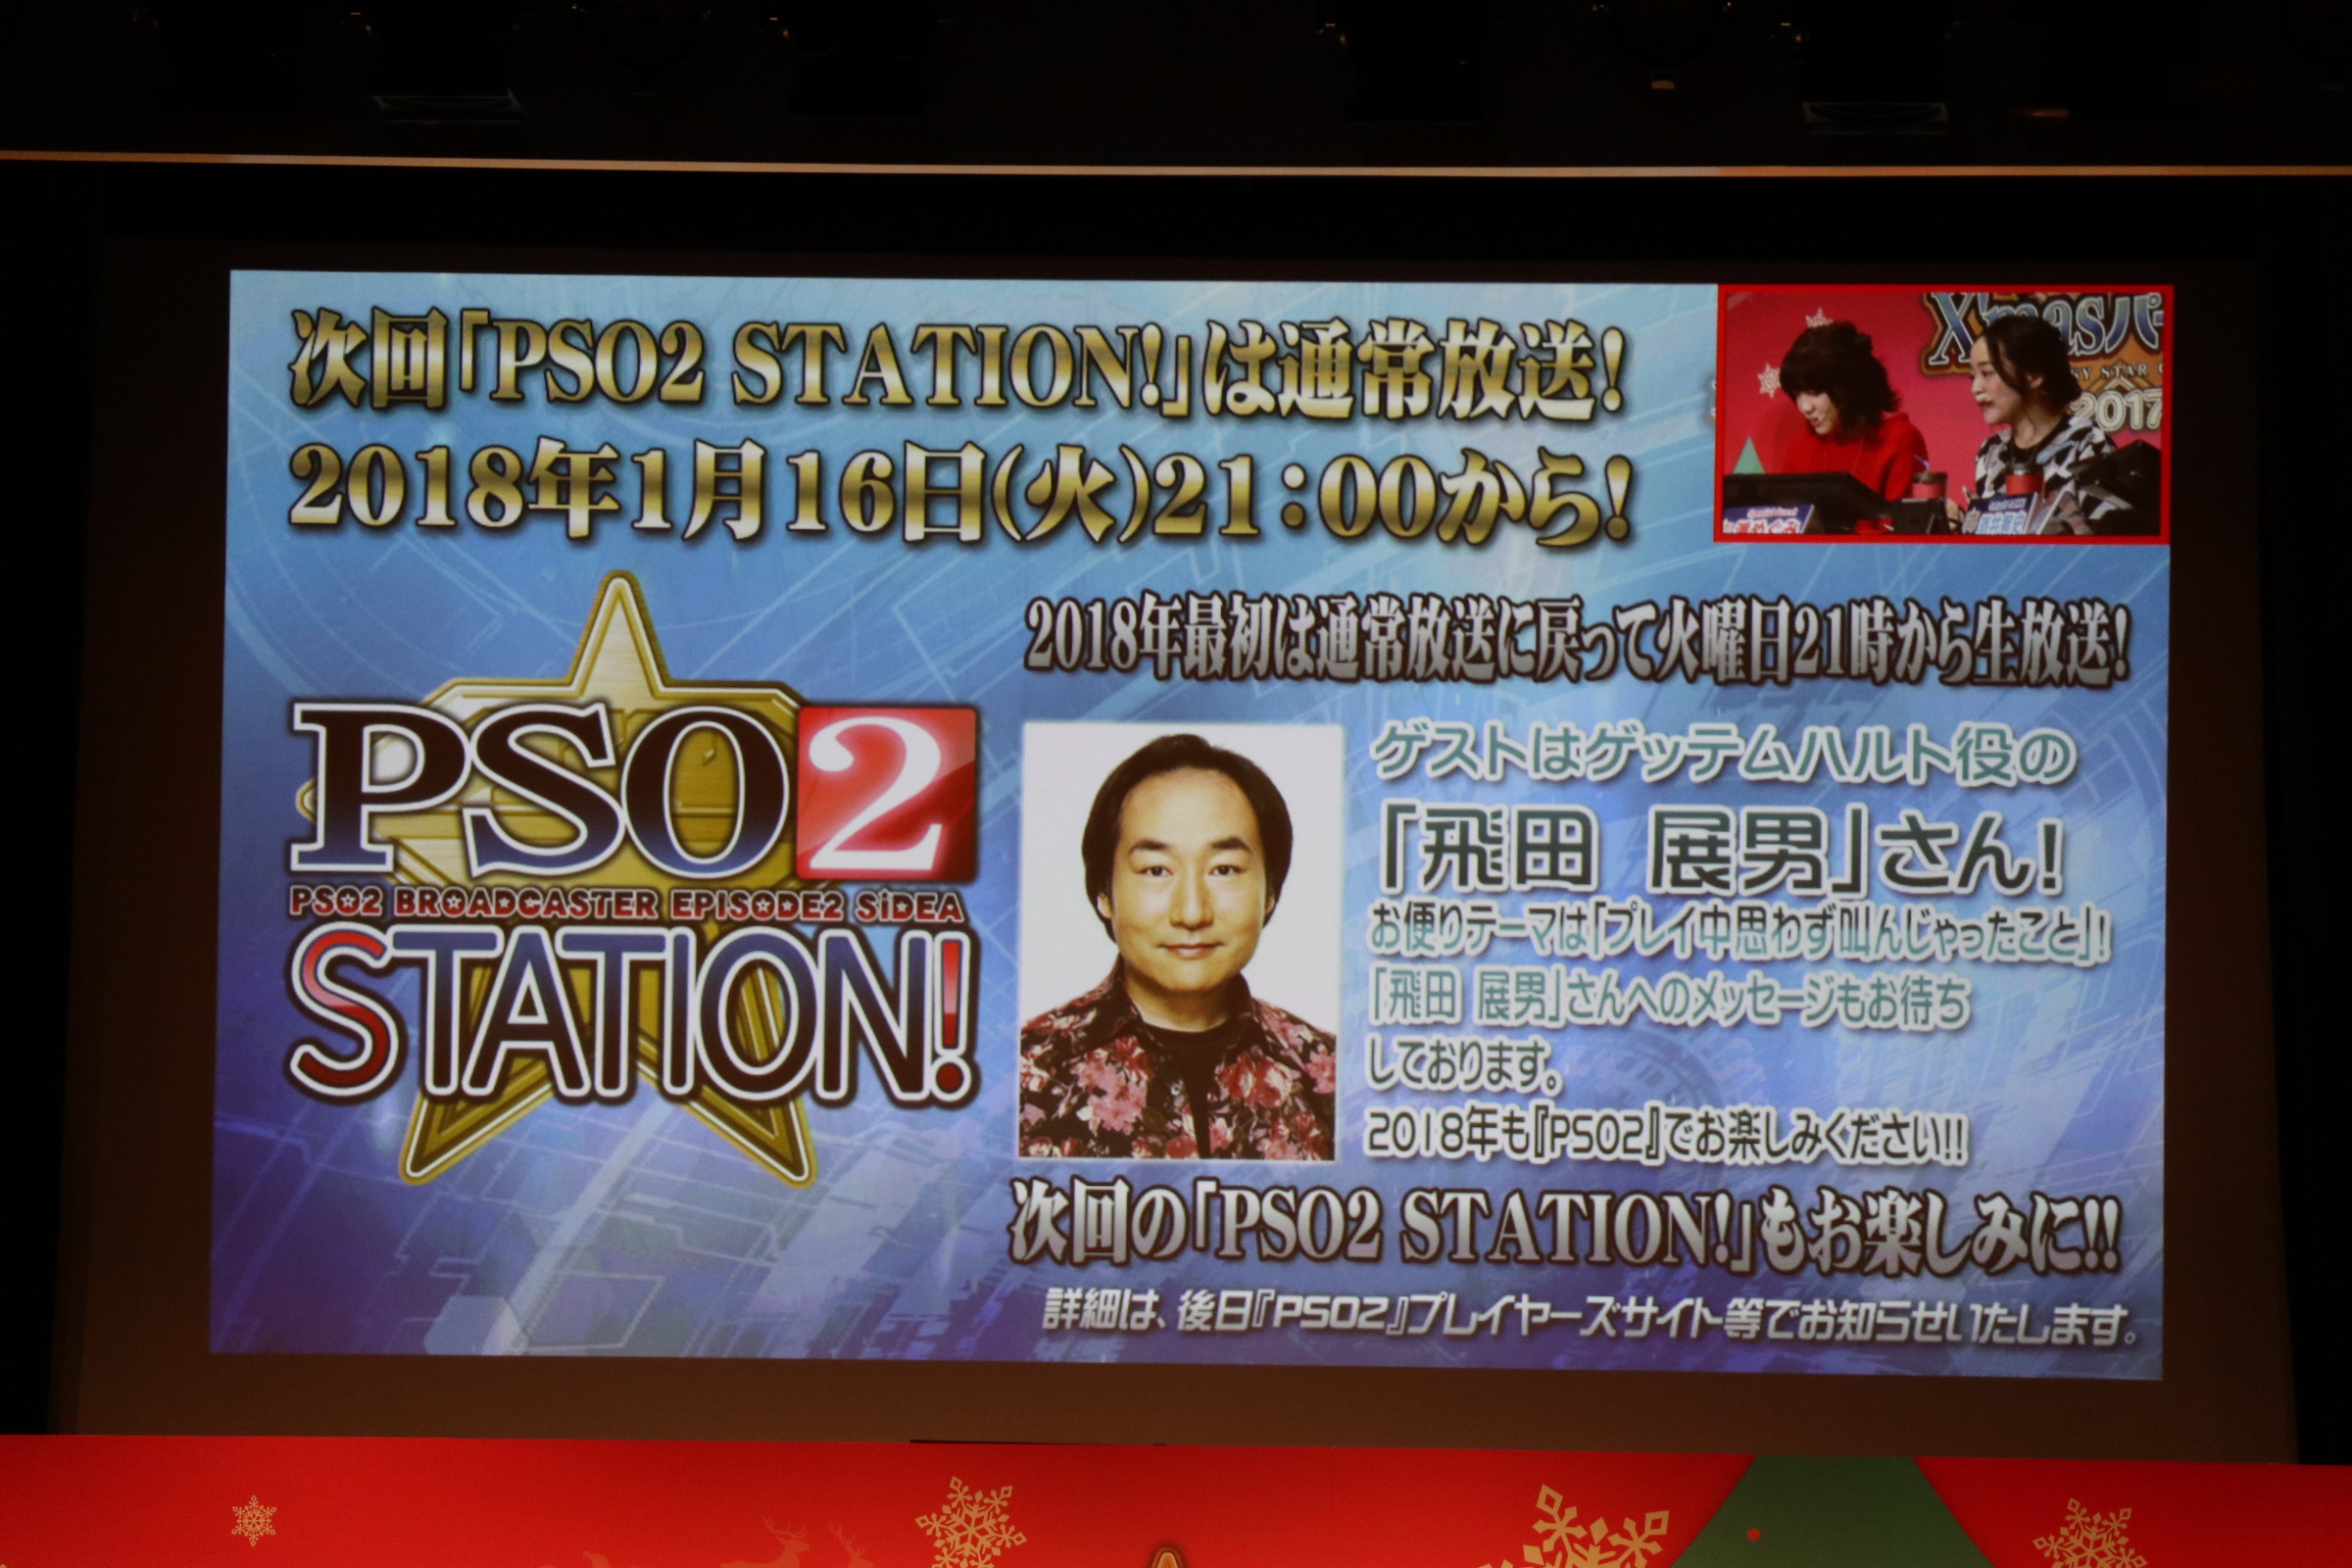 次回「PSO2 STATION!」は通常放送!
2018年1月16日(火)21:00から!
X'masパ
SY STAR
2017
2018年最初は通常放送に戻って火曜日21時から生放送!
PSO2
PSO2 BROADCASTER EPISODE2 SiDEA
STATION!
ゲストはゲッテムハルト役の
「飛田 展男」さん!
お便りテーマは「プレイ中思わず叫んじゃったこと」!
「飛田 展男」さんへのメッセージもお待ち
しております。
2018年も『PSO2』でお楽しみください!!
次回の「PSO2 STATION!」もお楽しみに!!
詳細は、後日『PSO2』プレイヤーズサイト等でお知らせいたします。